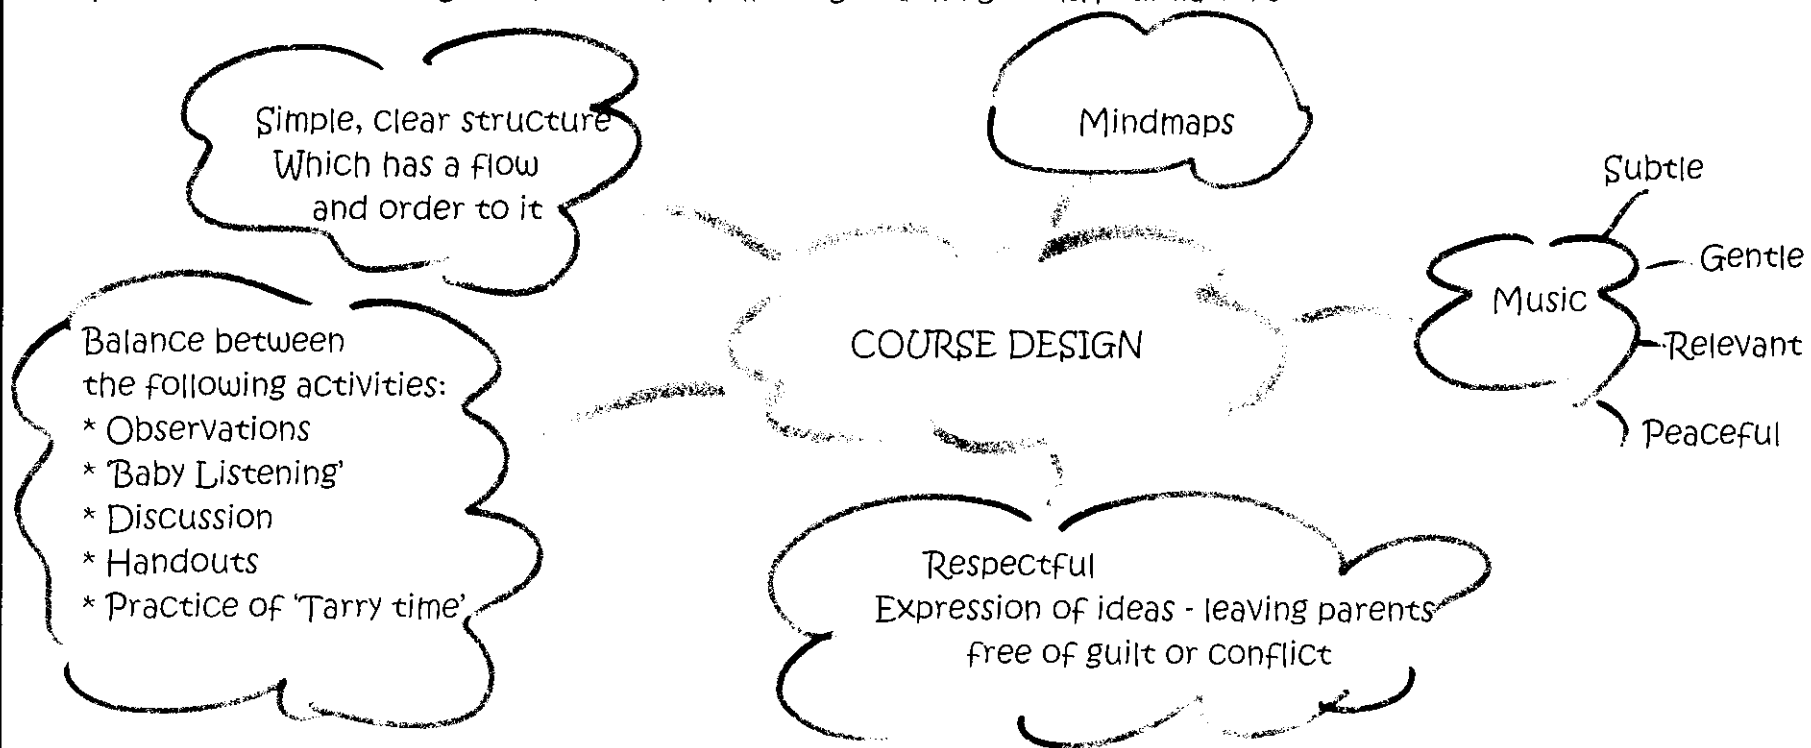 Simple, clear structure
Which has a flow
and order to it
Mindmaps
Subtle
Gentle
Music
Relevant
Peaceful
COURSE DESIGN
Balance between
the following activities:
* Observations
* 'Baby Listening'
* Discussion
* Handouts
* Practice of 'Tarry time'
Respectful
Expression of ideas - leaving parents
free of guilt or conflict